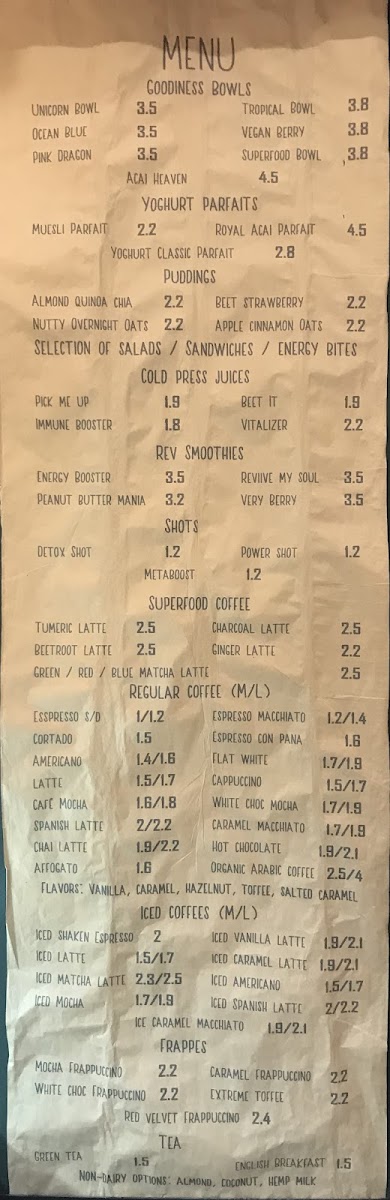 MENU
GOODINESS BOWLS
UNICORN BOWL 3.5 TROPICAL BOWL 3.8
OCEAN BLUE 3.5 VEGAN BERRY 3.8
PINK DRAGON 3.5 SUPERFOOD BOWL 3.8
ACAI HEAVEN 4.5
YOGHURT PARFAITS
MUESLI PARFAIT 2.2 ROYAL ACAI PARFAIT 4.5
YOGHURT CLASSIC PARFAIT 2.8
PUDDINGS
ALMOND QUINOA CHIA 2.2 BEET STRAWBERRY 2.2
NUTTY OVERNIGHT OATS 2.2 APPLE CINNAMON OATS 2.2
SELECTION OF SALADS / SANDWICHES / ENERGY BITES
COLD PRESS JUICES
PICK ME UP 1.9 BEET IT 1.9
IMMUNE BOOSTER 1.8 VITALIZER 2.2
REV SMOOTHIES
ENERGY BOOSTER 3.5 REVIIVE MY SOUL 3.5
PEANUT BUTTER MANIA 3.2 VERY BERRY 3.5
SHOTS
DETOX SHOT 1.2 POWER SHOT 1.2
METABOOST 1.2
SUPERFOOD COFFEE
TUMERIC LATTE 2.5 CHARCOAL LATTE 2.5
BEETROOT LATTE 2.5 GINGER LATTE 2.2
GREEN / RED / BLUE MATCHA LATTE 2.5
REGULAR COFFEE (M/L)
ESSPRESSO S/D 1/1.2 ESPRESSO MACCHIATO 1.2/1.4
CORTADO 1.5 ESPRESSO CON PANA 1.6
AMERICANO 1.4/1.6 FLAT WHITE 1.7/1.9
LATTE 1.5/1.7 CAPPUCCINO 1.5/1.7
CAFÉ MOCHA 1.6/1.8 WHITE CHOC MOCHA 1.7/1.9
SPANISH LATTE 2/2.2 CARAMEL MACCHIATO 1.7/1.9
CHAI LATTE 1.9/2.2 HOT CHOCOLATE 1.9/2.1
AFFOGATO 1.6 ORGANIC ARABIC COFFEE 2.5/4
FLAVORS: VANILLA, CARAMEL, HAZELNUT, TOFFEE, SALTED CARAMEL
ICED COFFEES (M/L)
ICED SHAKEN ESPRESSO 2 ICED VANILLA LATTE 1.9/2.1
ICED LATTE 1.5/1.7 ICED CARAMEL LATTE 1.9/2.1
ICED MATCHA LATTE 2.3/2.5 ICED AMERICANO 1.5/1.7
ICED MOCHA 1.7/1.9 ICED SPANISH LATTE 2/2.2
ICE CARAMEL MACCHIATO 1.9/2.1
FRAPPES
MOCHA FRAPPUCCINO 2.2 CARAMEL FRAPPUCCINO 2.2
WHITE CHOC FRAPPUCCINO 2.2 EXTREME TOFFEE 2.2
RED VELVET FRAPPUCCINO 2.4
TEA
GREEN TEA 1.5 ENGLISH BREAKFAST 1.5
NON-DAIRY OPTIONS: ALMOND, COCONUT, HEMP MILK